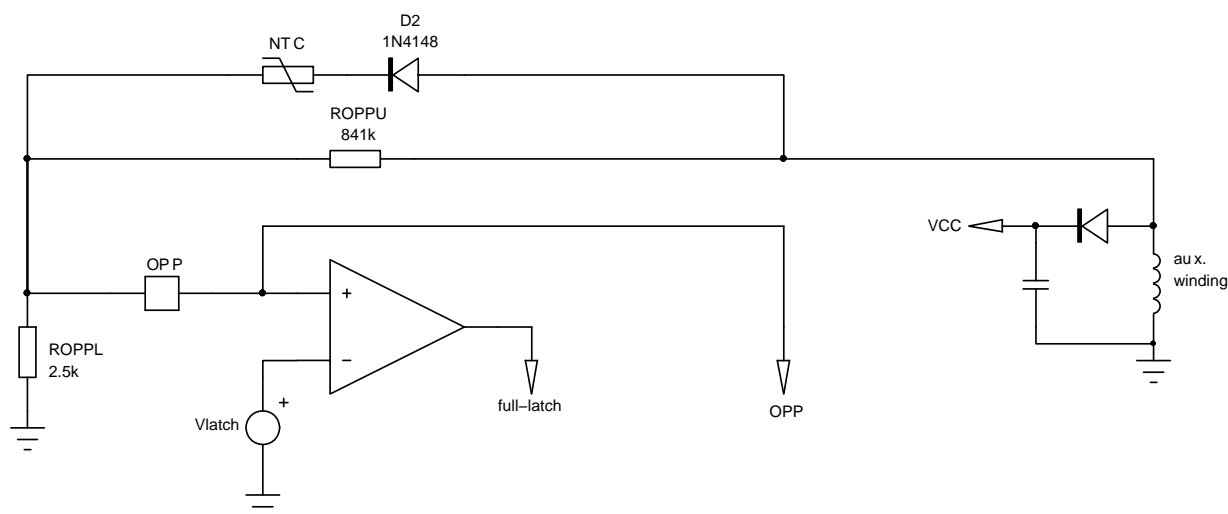 D2
1N4148
NTC
ROPPU
841k
VCC
aux.
winding
OPP
+
−
ROPPL
2.5k
full−latch
OPP
Vlatch
+